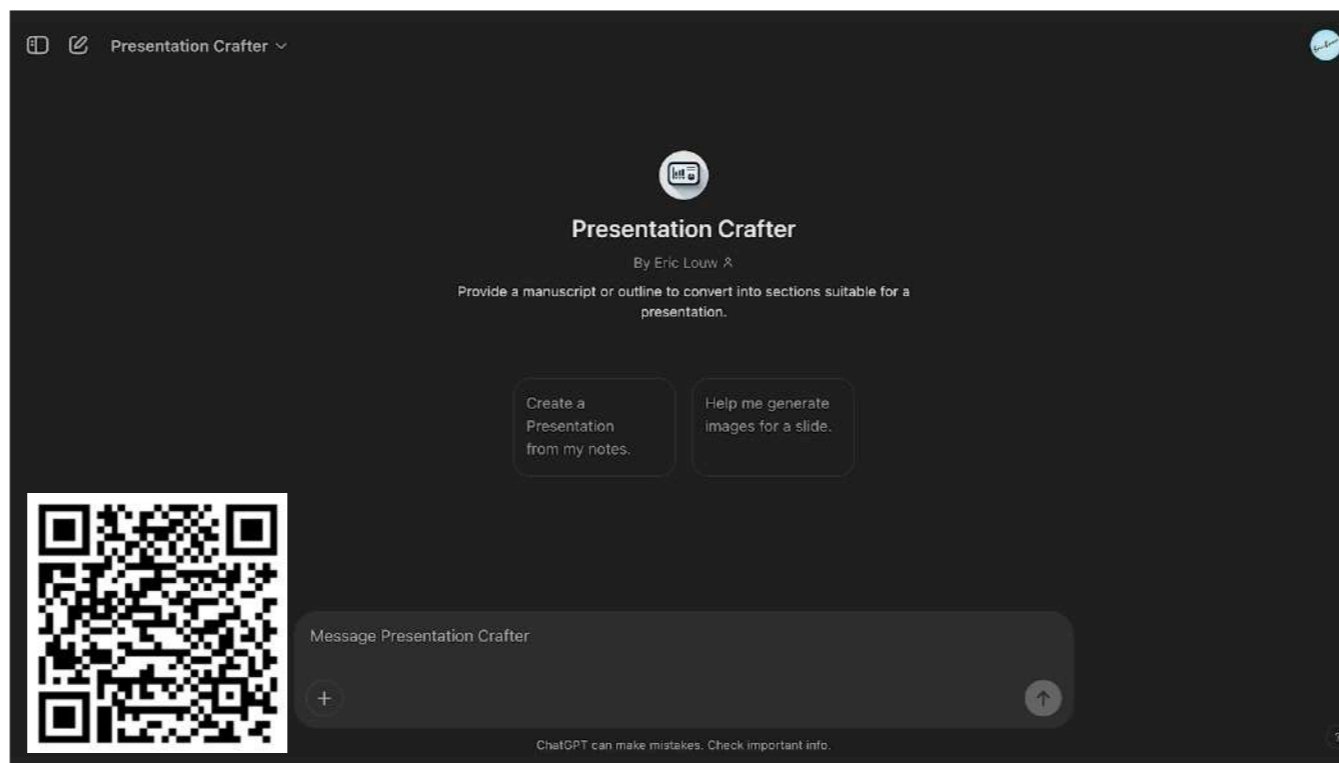 Presentation Crafter
Presentation Crafter
By Eric Louw
Provide a manuscript or outline to convert into sections suitable for a
presentation.
Create a
Presentation
from my notes.
Help me generate
images for a slide.
Message Presentation Crafter
ChatGPT can make mistakes. Check important info.
?